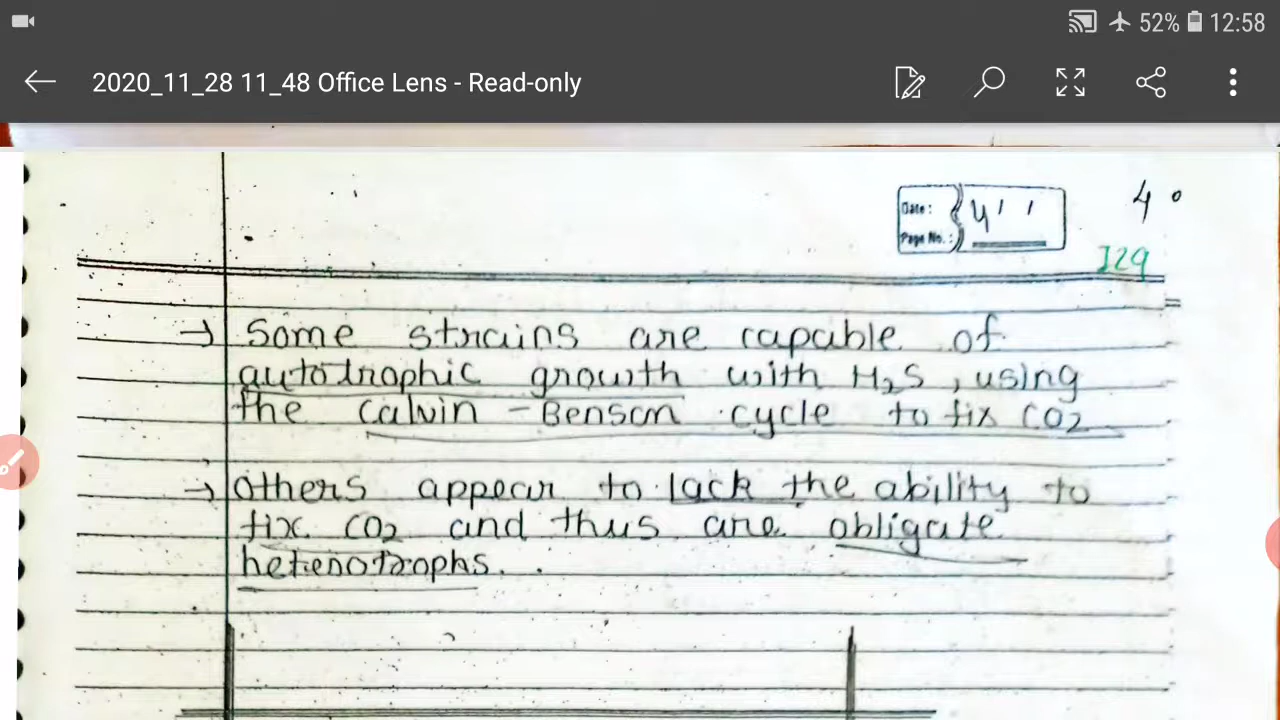 52% 12:58
2020_11_28 11_48 Office Lens - Read-only
4
Date: 4 ' '
Page No.:
129
→ Some strains are capable of
autotrophic growth with H₂S, using
the calvin - Benson cycle to fix CO₂
→ others appear to lack the ability to
fix CO₂ and thus are obligate
heterotrophs.